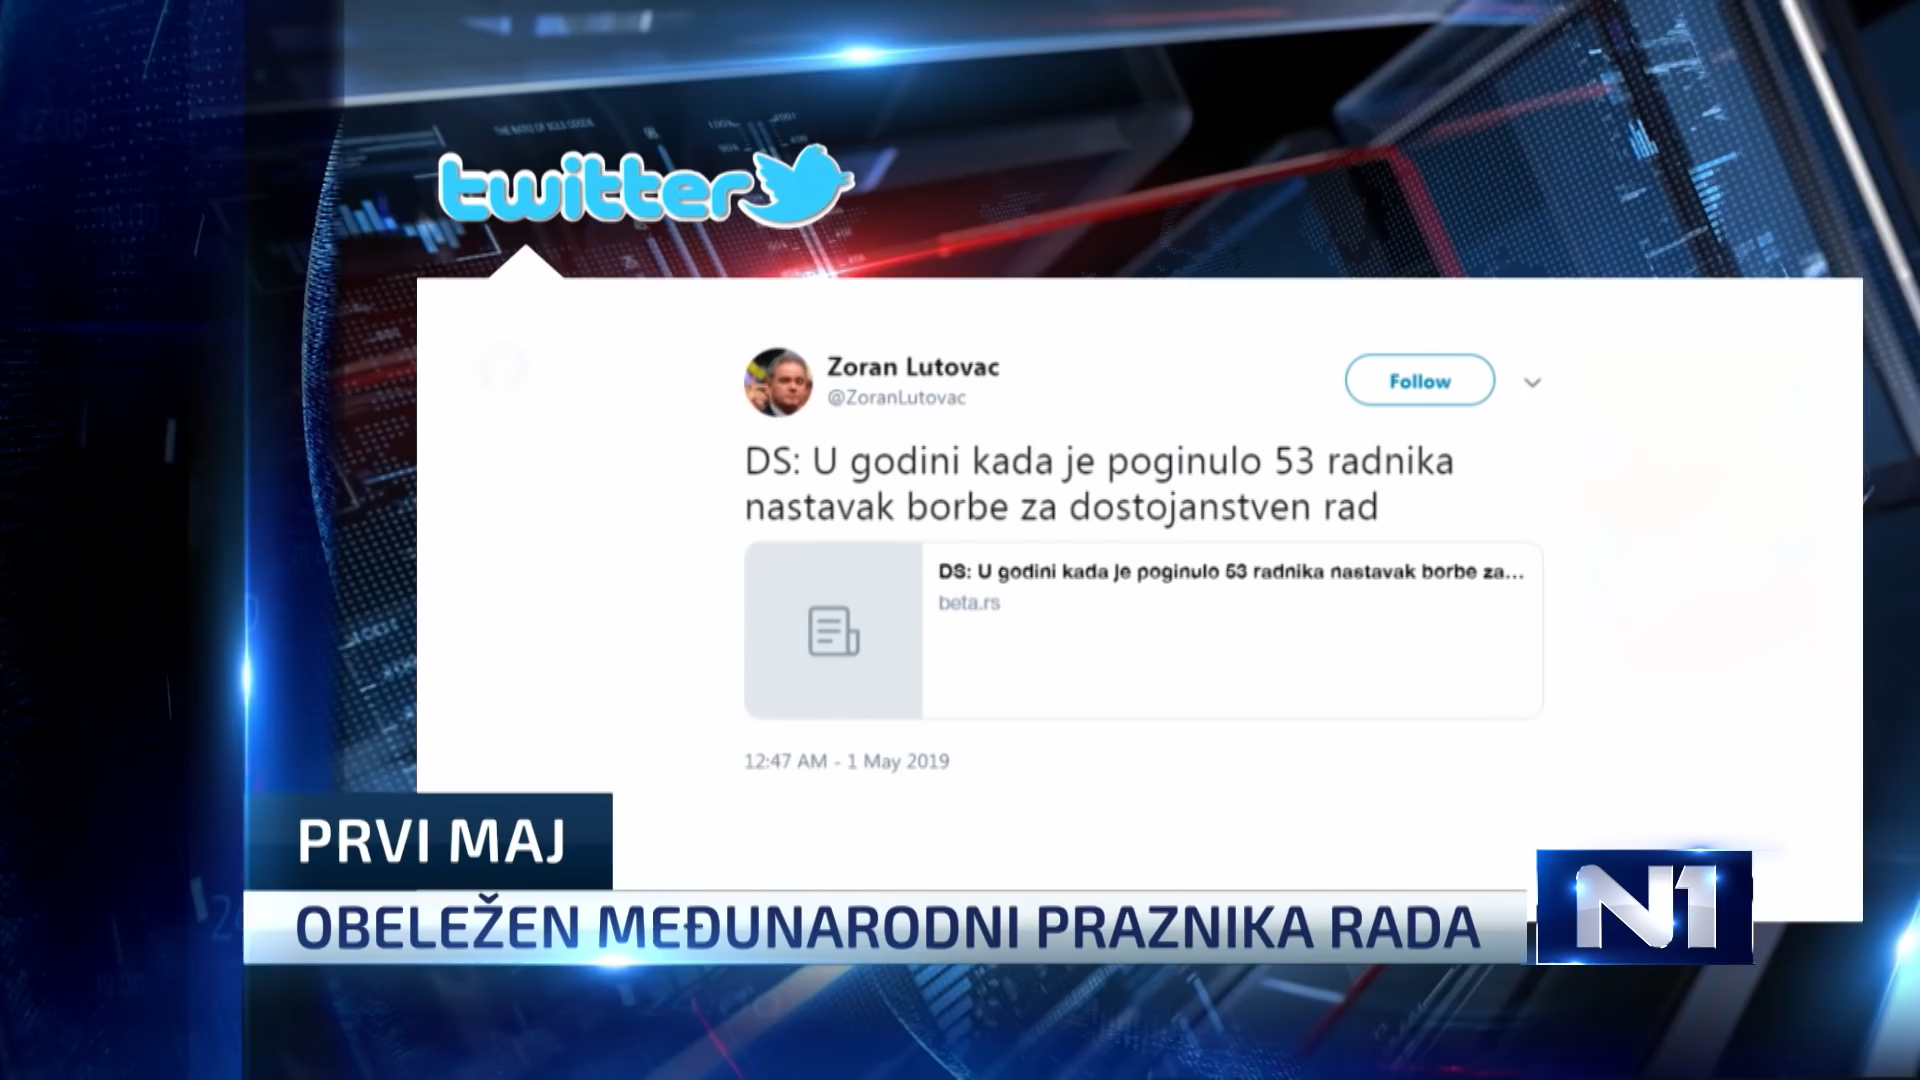 twitter
Zoran Lutovac
@ZoranLutovac
Follow
DS: U godini kada je poginulo 53 radnika
nastavak borbe za dostojanstven rad
DS: U godini kada je poginulo 53 radnika nastavak borbe za...
beta.rs
12:47 AM - 1 May 2019
PRVI MAJ
OBELEŽEN MEĐUNARODNI PRAZNIKA RADA
N1